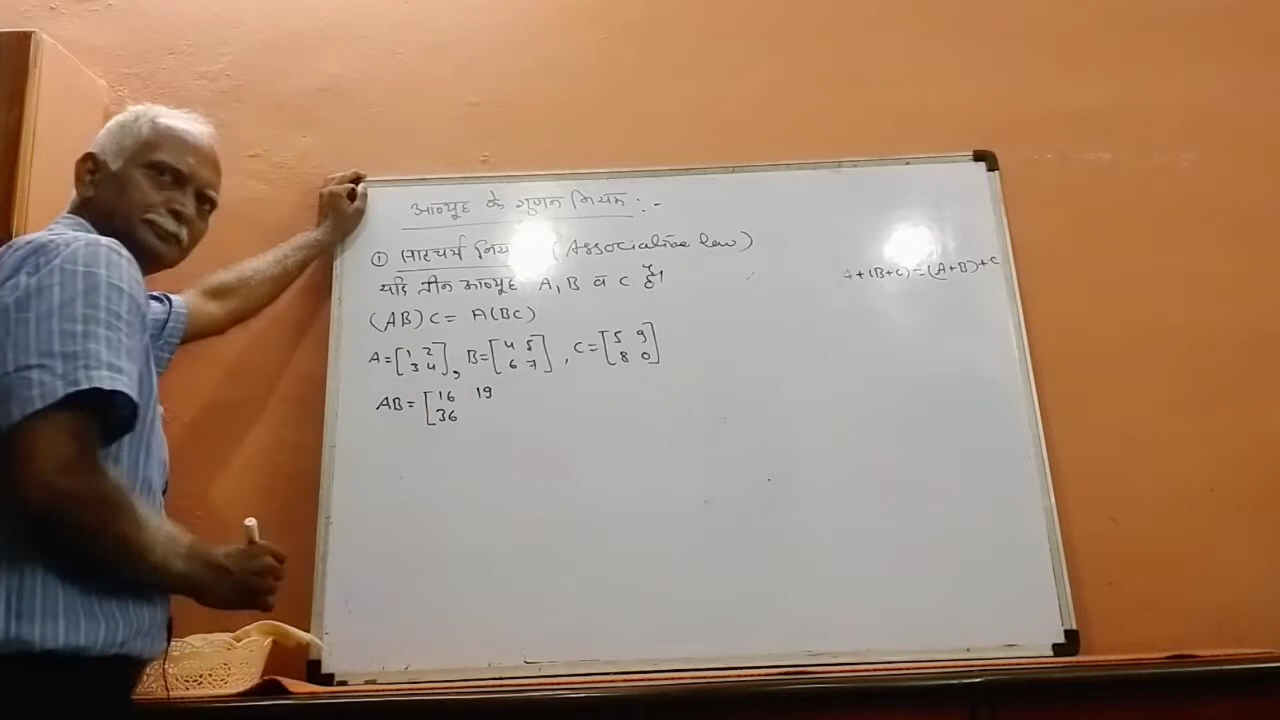 आव्यूह के गुणन नियम :-
① साहचर्य निय (Associative law)
A+(B+C)=(A+B)+C
यदि तीन आव्यूह A, B व C हैं।
(AB)C = A(BC)
A=[1 2 3 4], B=[4 5 6 7], C=[5 9 8 0]
AB=[16 19 36